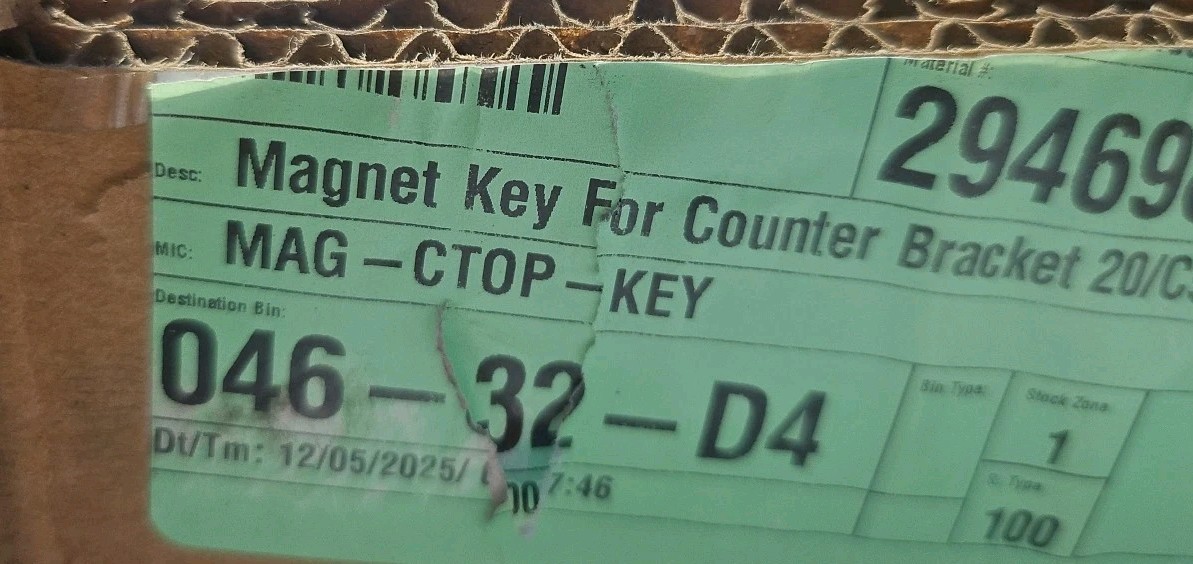 Material #:
29469
Desc: Magnet Key For Counter Bracket 20/C
MIC: MAG-CTOP-KEY
Destination Bin:
046-32-D4
Bin Type:
Stock Zone
1
Dt/Tm: 12/05/2025/ 7:46
Type
100